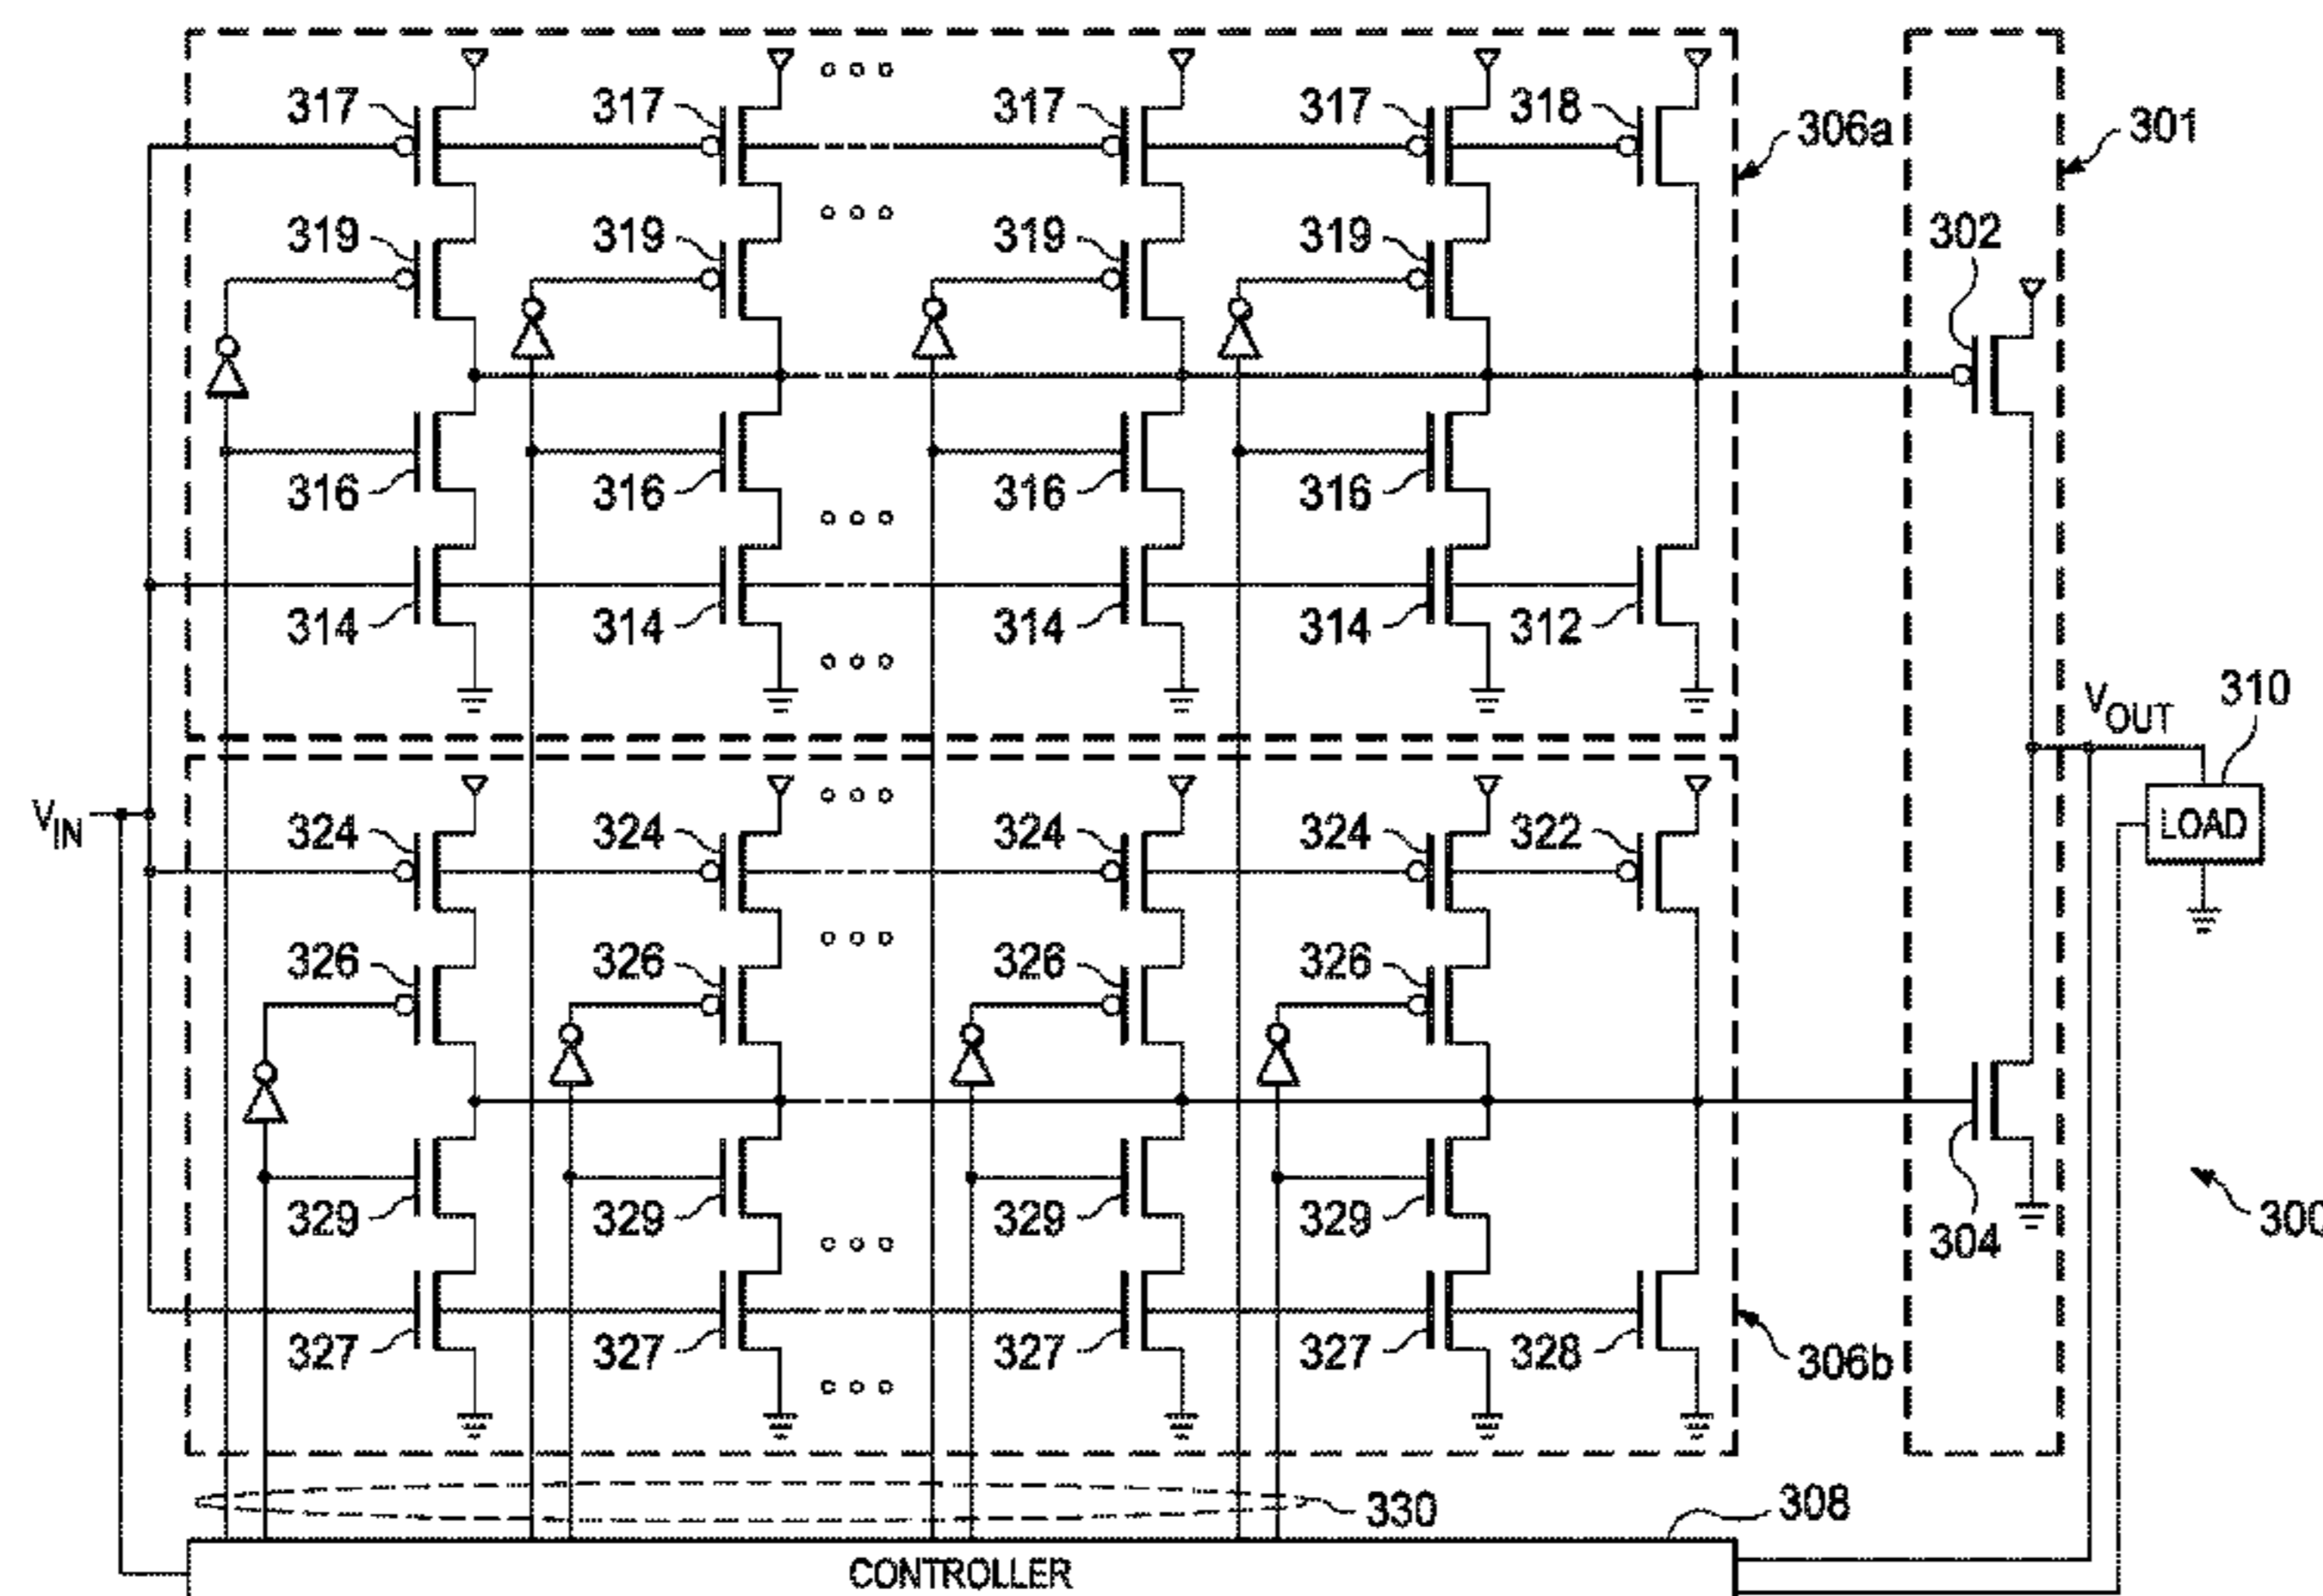 317 317 317 317 318 306a 301
319 319 319 319 302
316 316 316 316
314 314 314 314 312
V_OUT 310
V_IN 324 324 324 324 322 LOAD
326 326 326 326
329 329 329 329 304 300
327 327 327 327 328 306b
330 308
CONTROLLER